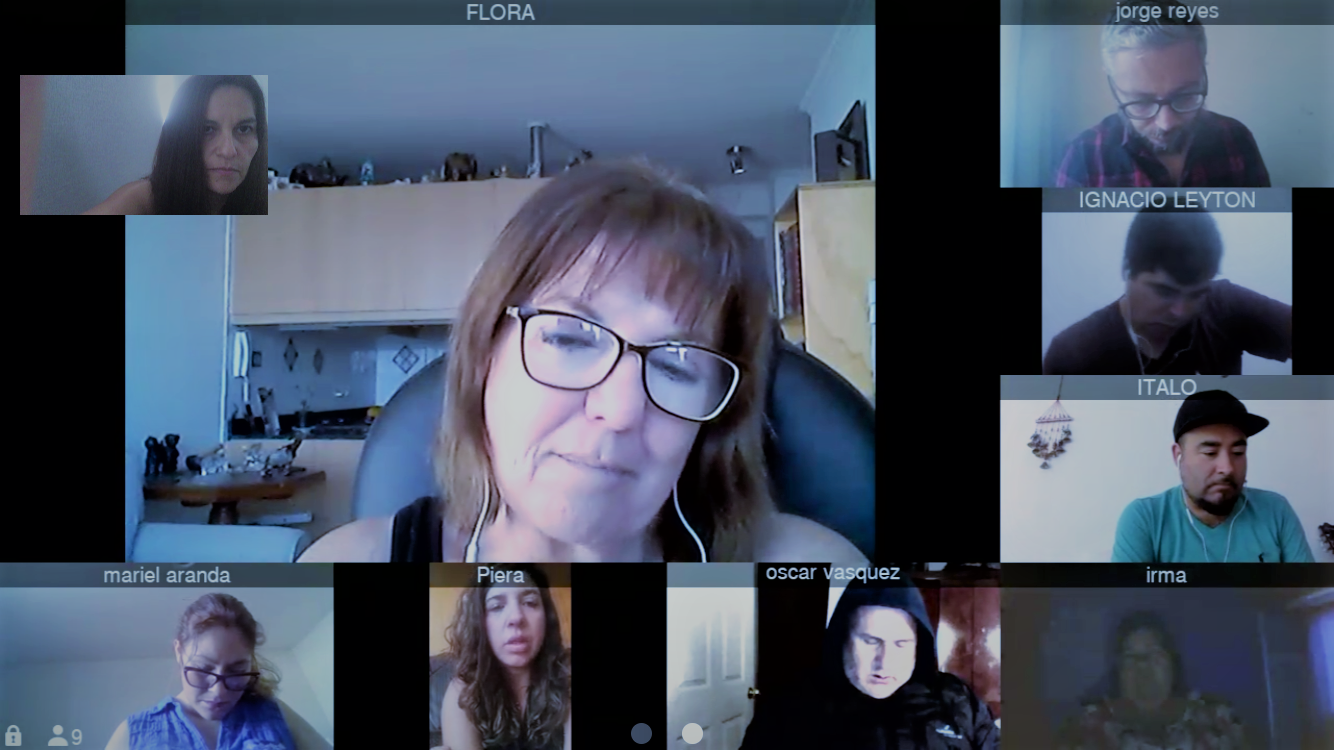 FLORA
jorge reyes
IGNACIO LEYTON
ITALO
mariel aranda
Piera
oscar vasquez
irma
9